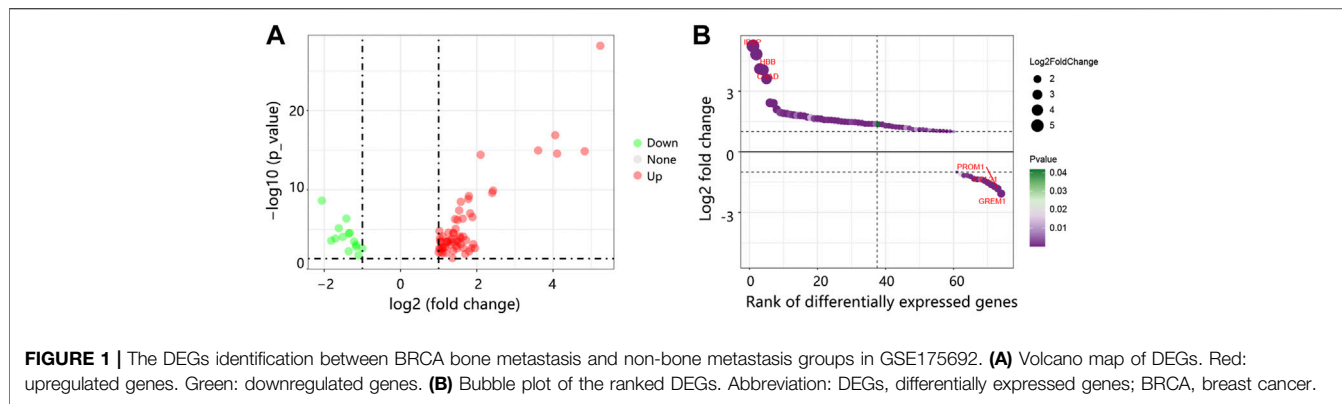 A
20
10
0
−log10 (p_value)
−2
0
2
4
log2 (fold change)
Down
None
Up
B
HBB
3
0
−3
Log2 fold change
PROM1
GREM1
0
20
40
60
Rank of differentially expressed genes
Log2FoldChange
2
3
4
5
Pvalue
0.04
0.03
0.02
0.01
FIGURE 1 | The DEGs identification between BRCA bone metastasis and non-bone metastasis groups in GSE175692. (A) Volcano map of DEGs. Red:
upregulated genes. Green: downregulated genes. (B) Bubble plot of the ranked DEGs. Abbreviation: DEGs, differentially expressed genes; BRCA, breast cancer.